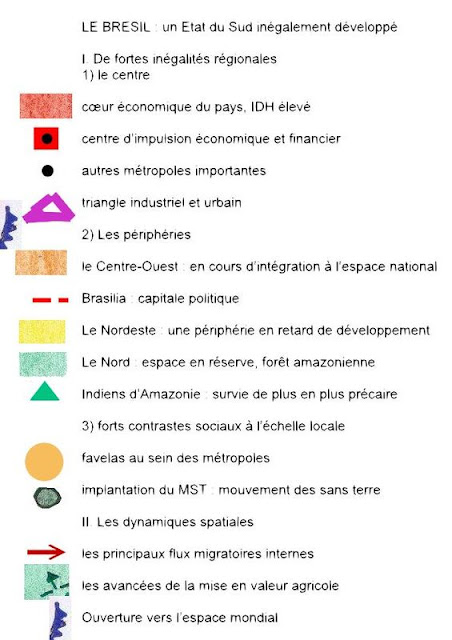 LE BRESIL : un Etat du Sud inégalement développé
I. De fortes inégalités régionales
1) le centre
cœur économique du pays, IDH élevé
centre d'impulsion économique et financier
autres métropoles importantes
triangle industriel et urbain
2) Les périphéries
le Centre-Ouest : en cours d'intégration à l'espace national
Brasilia : capitale politique
Le Nordeste : une périphérie en retard de développement
Le Nord : espace en réserve, forêt amazonienne
Indiens d'Amazonie : survie de plus en plus précaire
3) forts contrastes sociaux à l'échelle locale
favelas au sein des métropoles
implantation du MST : mouvement des sans terre
II. Les dynamiques spatiales
les principaux flux migratoires internes
les avancées de la mise en valeur agricole
Ouverture vers l'espace mondial